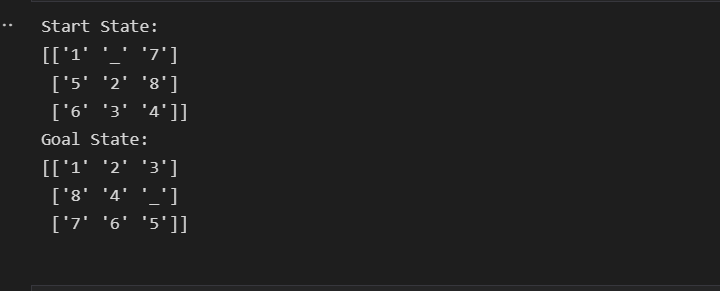 Start State:
[['1' '_' '7']
 ['5' '2' '8']
 ['6' '3' '4']]
Goal State:
[['1' '2' '3']
 ['8' '4' '_']
 ['7' '6' '5']]